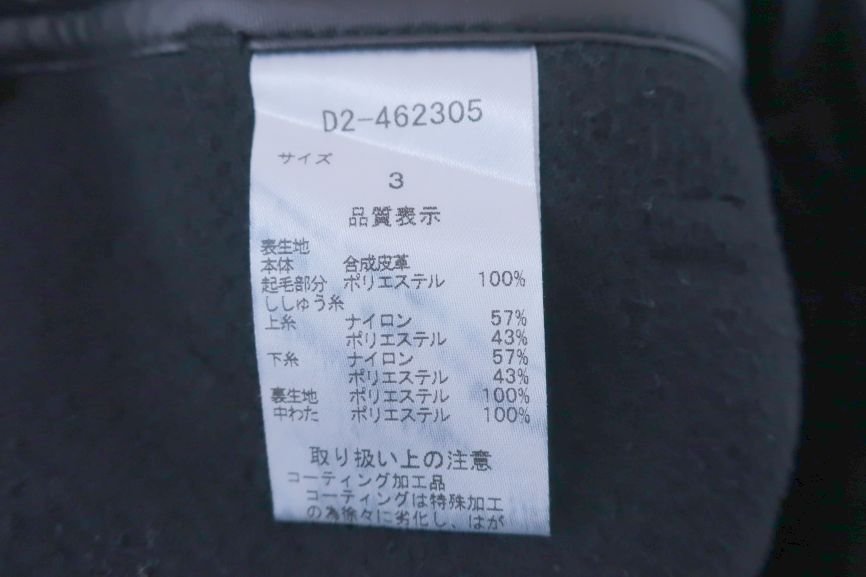 D2-462305
サイズ
3
品質表示
表生地
本体 合成皮革
起毛部分 ポリエステル 100%
ししゅう糸
上糸 ナイロン 57%
ポリエステル 43%
下糸 ナイロン 57%
ポリエステル 43%
裏生地 ポリエステル 100%
中わた ポリエステル 100%
取り扱い上の注意
コーティング加工品
コーティングは特殊加工
の為徐々に劣化し、はが